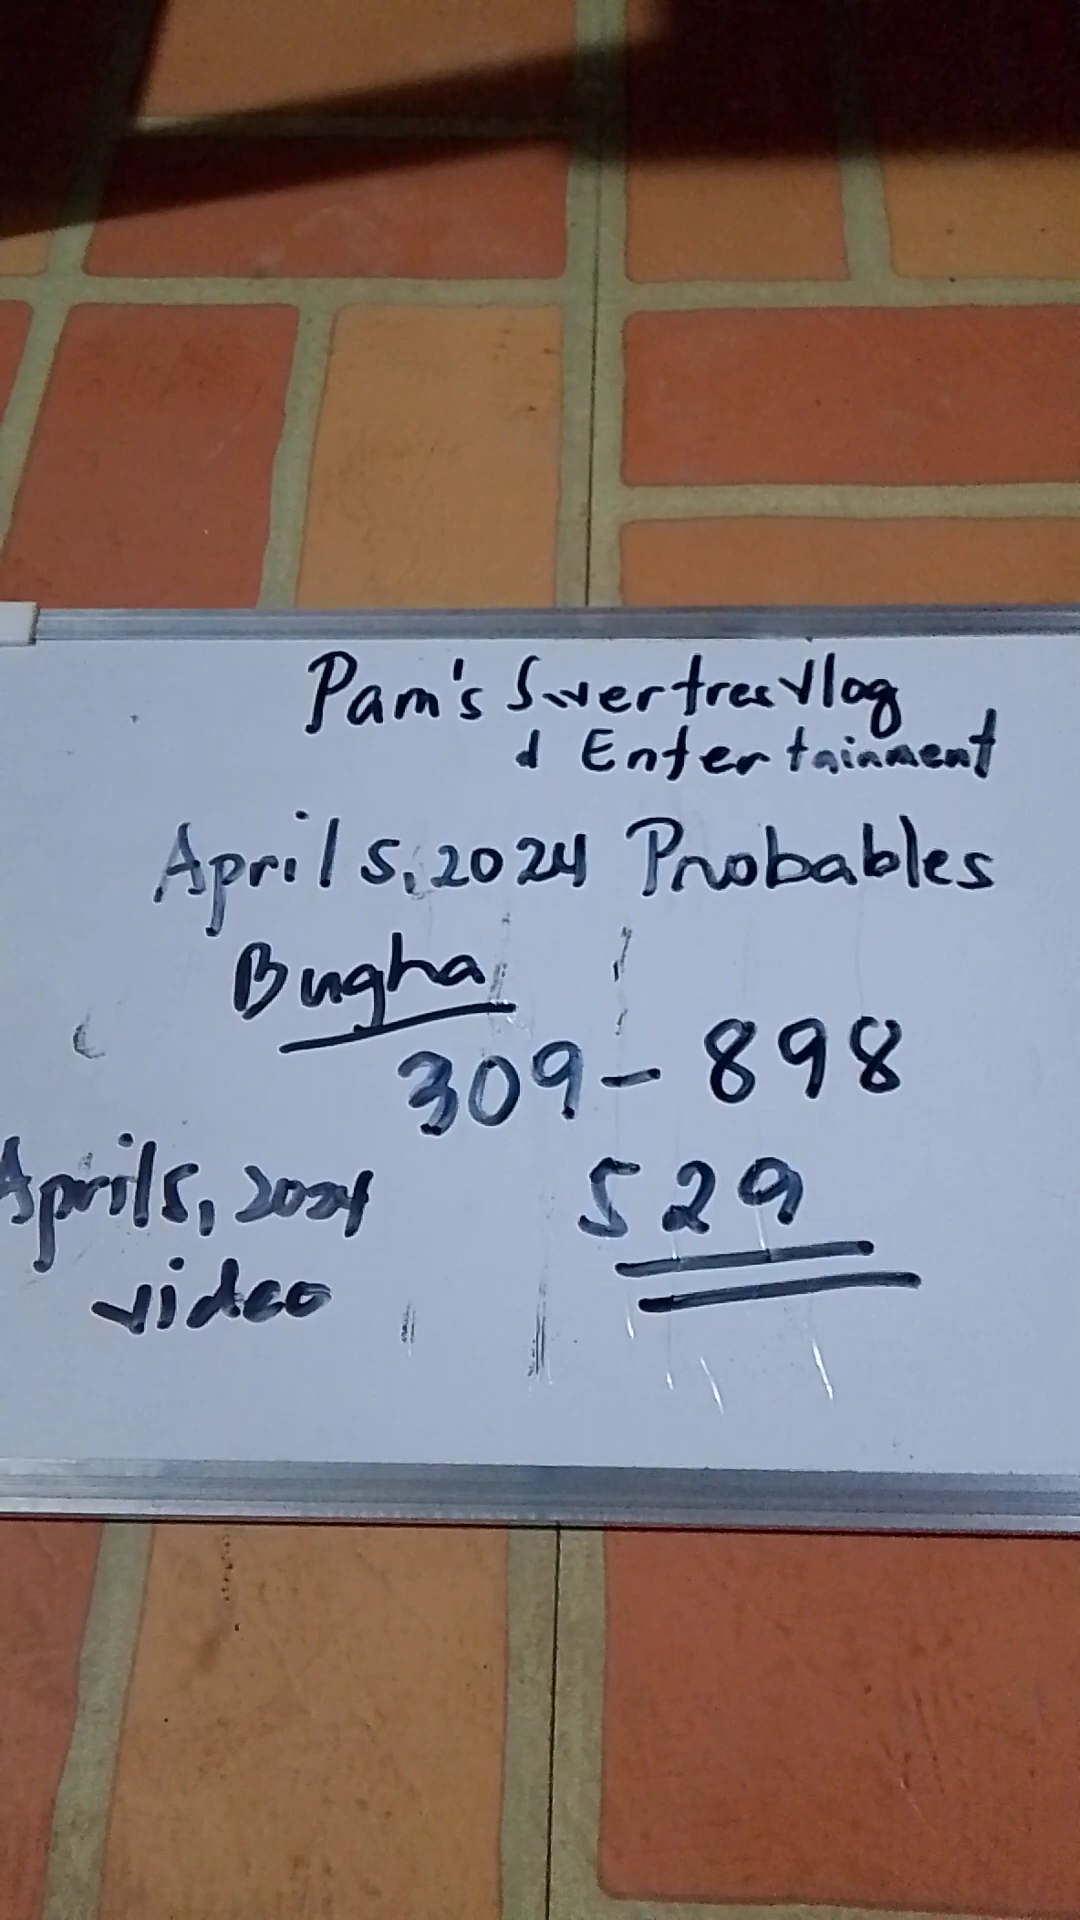 Pam's Swertres Vlog
d Entertainment
April 5, 2024 Probables
Bugha
309 - 898
April 5, 2024 529
video